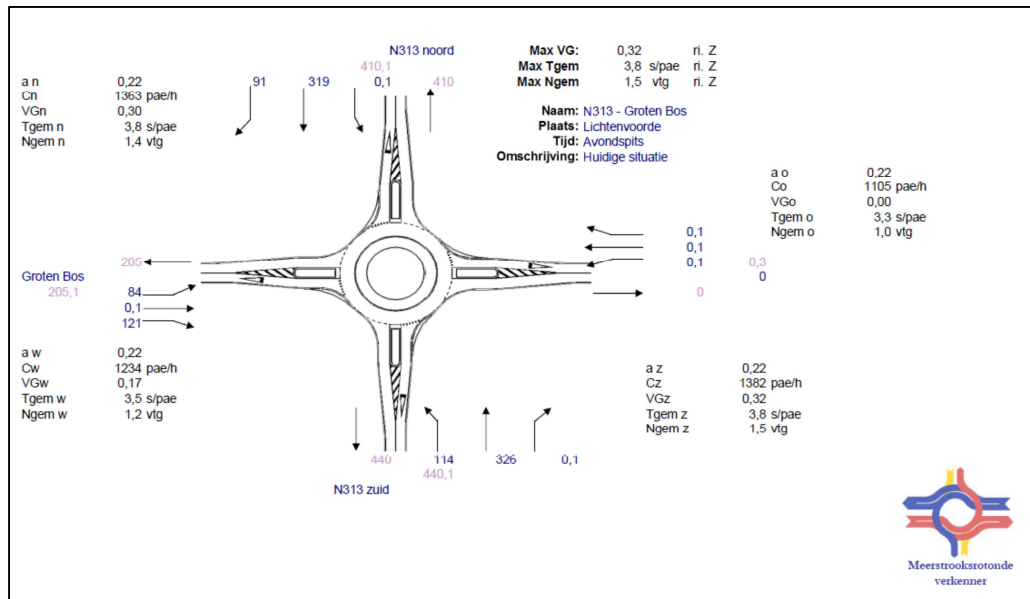 N313 noord
410,1
91 319 0,1 410
a n 0,22
Cn 1363 pae/h
VGn 0,30
Tgem n 3,8 s/pae
Ngem n 1,4 vtg
Max VG: 0,32 ri. Z
Max Tgem 3,8 s/pae ri. Z
Max Ngem 1,5 vtg ri. Z
Naam: N313 - Groten Bos
Plaats: Lichtenvoorde
Tijd: Avondspits
Omschrijving: Huidige situatie
a o 0,22
Co 1105 pae/h
VGo 0,00
Tgem o 3,3 s/pae
Ngem o 1,0 vtg
0,1
0,1
0,1 0,3
0
0
205
Groten Bos
205,1 84
0,1
121
a w 0,22
Cw 1234 pae/h
VGw 0,17
Tgem w 3,5 s/pae
Ngem w 1,2 vtg
a z 0,22
Cz 1382 pae/h
VGz 0,32
Tgem z 3,8 s/pae
Ngem z 1,5 vtg
440 114 326 0,1
440,1
N313 zuid
Meerstrooksrotonde
verkenner